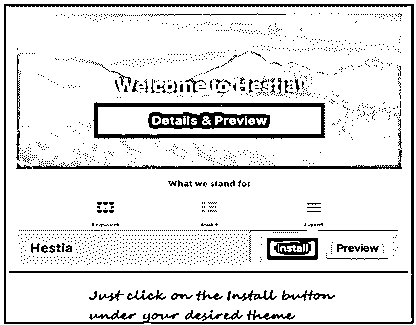 Welcome to Hestia!
Details & Preview
What we stand for
Hestia
Install
Preview
Just click on the Install button
under your desired theme